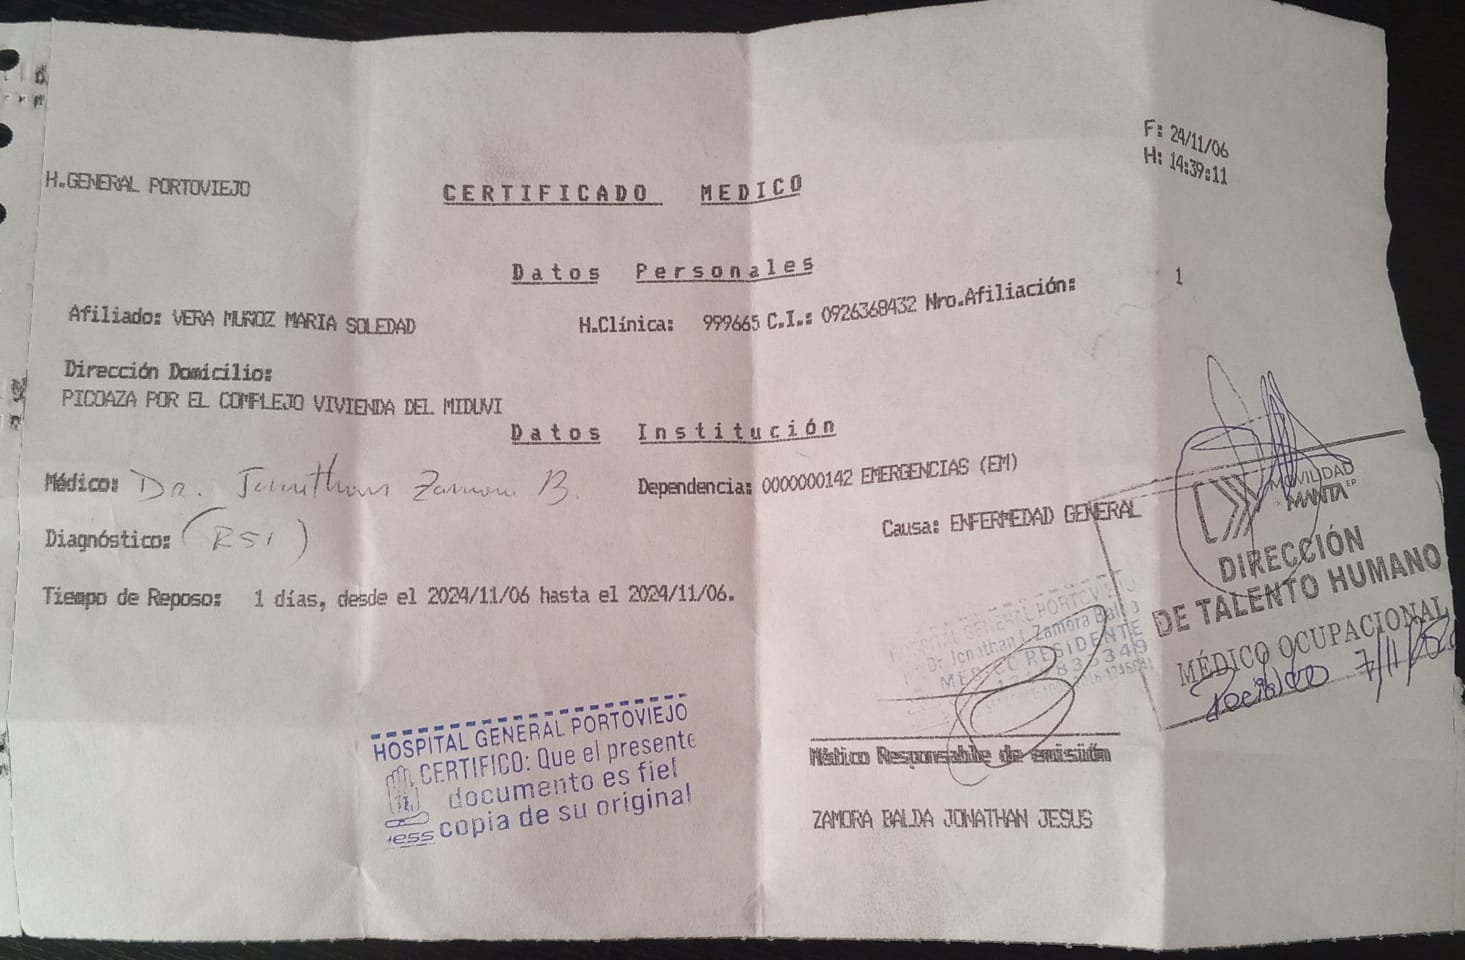 F: 24/11/06
H: 14:39:11
H.GENERAL PORTOVIEJO
CERTIFICADO MEDICO
Datos Personales
1
Afiliado: VERA MUÑOZ MARIA SOLEDAD H.Clínica: 999665 C.I.: 0926368432 Nro.Afiliación:
Dirección Domicilio:
PICOAZA POR EL COMPLEJO VIVIENDA DEL MIDUVI
Datos Institución
Médico: Dr. Jonathan Zamora B. Dependencia: 0000000142 EMERGENCIAS (EM)
Diagnóstico: (R51) Causa: ENFERMEDAD GENERAL
Tiempo de Reposo: 1 días, desde el 2024/11/06 hasta el 2024/11/06.
MOVILIDAD
MANTA EP
DIRECCIÓN
DE TALENTO HUMANO
MÉDICO OCUPACIONAL
Recibido 7/11/
HOSPITAL GENERAL PORTOVIEJO
Dr. Jonathan J. Zamora Balda
MEDICO RESIDENTE
HOSPITAL GENERAL PORTOVIEJO
CERTIFICO: Que el presente
documento es fiel
copia de su original
iess
Médico Responsable de emisión
ZAMORA BALDA JONATHAN JESUS